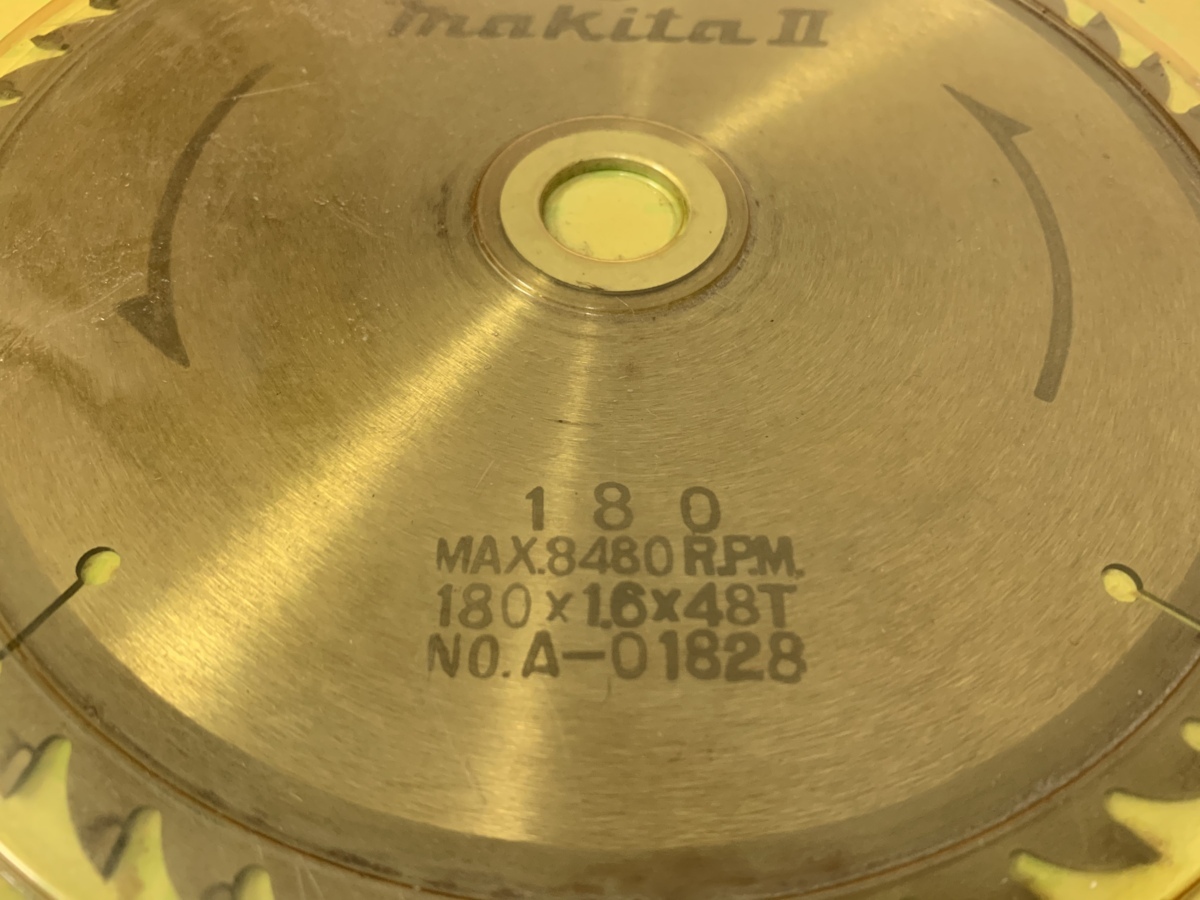 makita II
180
MAX.8480 R.P.M.
180×1.6×48T
NO. A-01828